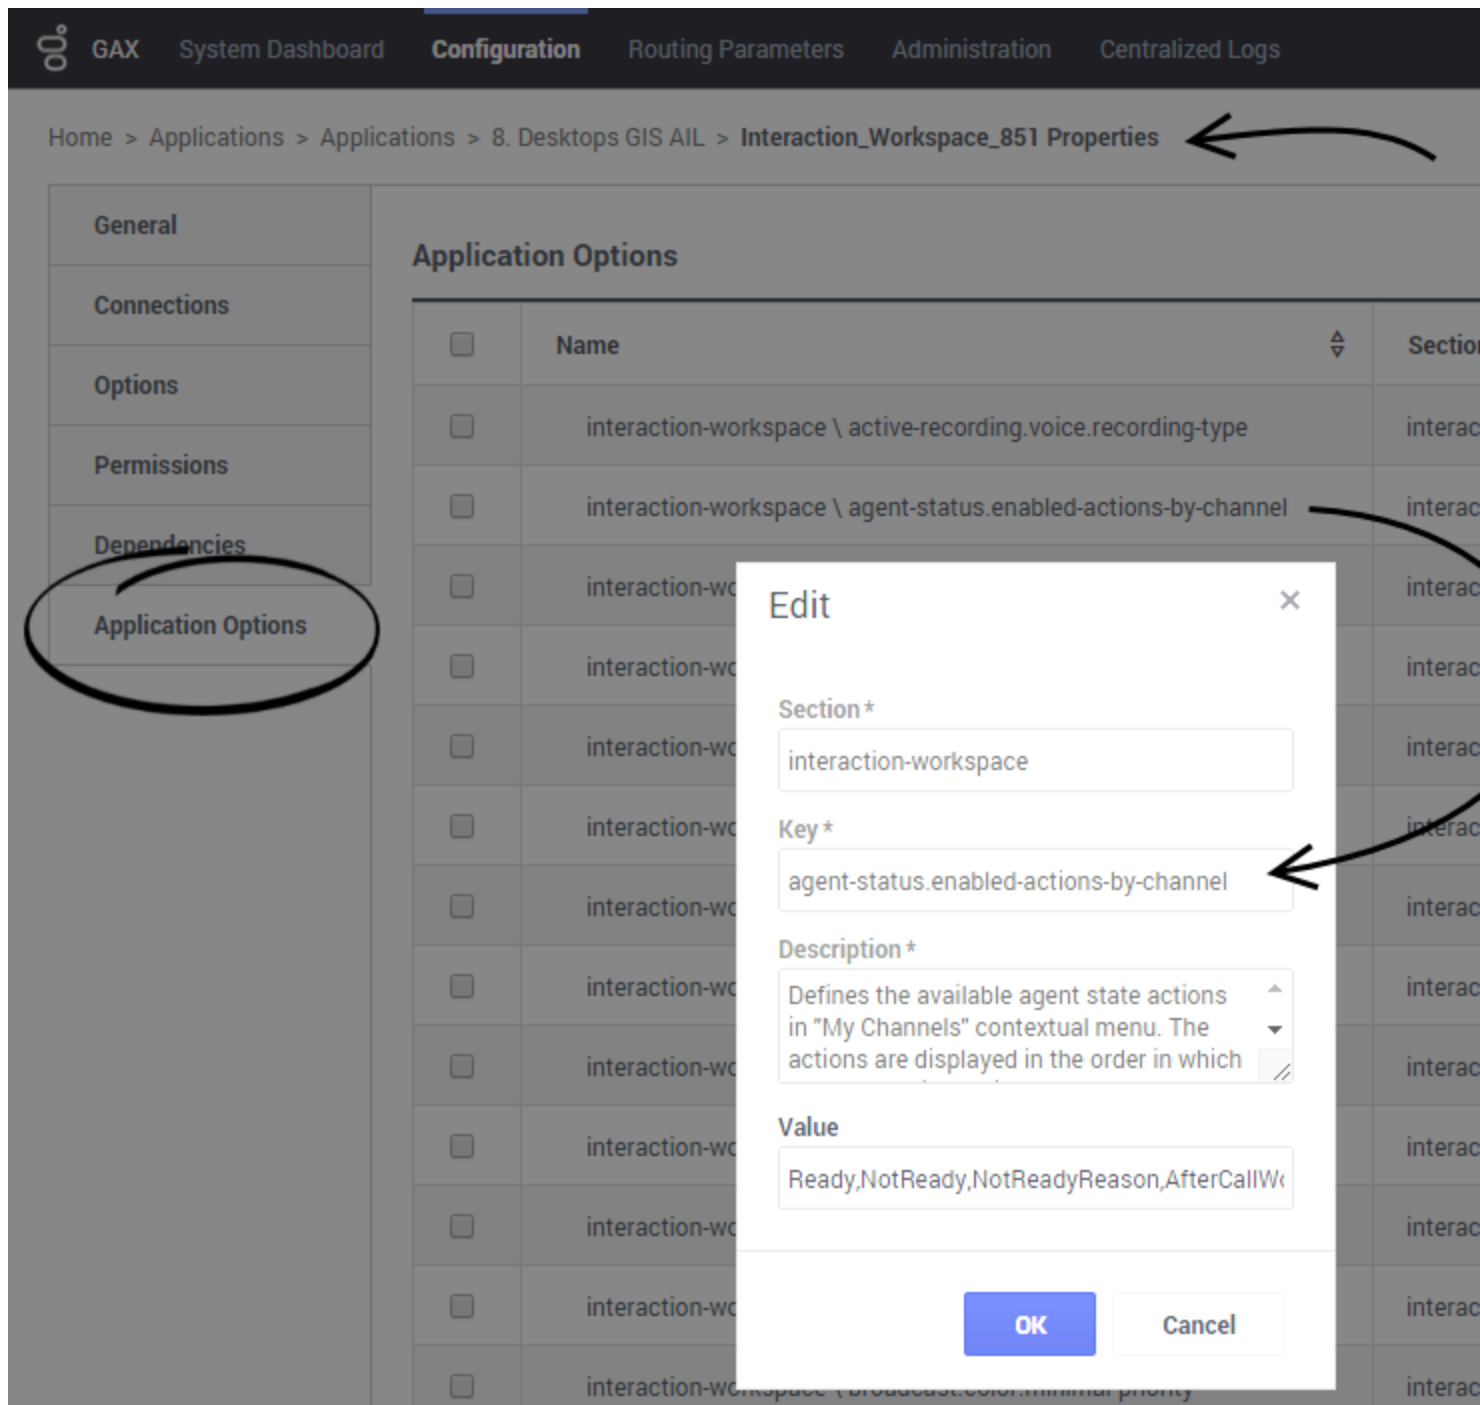 GAX System Dashboard Configuration Routing Parameters Administration Centralized Logs
Home > Applications > Applications > 8. Desktops GIS AIL > Interaction_Workspace_851 Properties
General
Connections
Options
Permissions
Dependencies
Application Options
Application Options
Name
interaction-workspace \ active-recording.voice.recording-type interac
interaction-workspace \ agent-status.enabled-actions-by-channel interac
interaction-wo interac
interaction-wo interac
interaction-wo interac
interaction-wo interac
interaction-wo interac
interaction-wo interac
interaction-wo interac
interaction-wo interac
interaction-wo interac
interaction-wo interac
interaction-workspace \ broadcast.color.minimal-priority interac
Edit ×
Section*
interaction-workspace
Key*
agent-status.enabled-actions-by-channel
Description*
Defines the available agent state actions
in "My Channels" contextual menu. The
actions are displayed in the order in which
Value
Ready,NotReady,NotReadyReason,AfterCallWo
OK Cancel